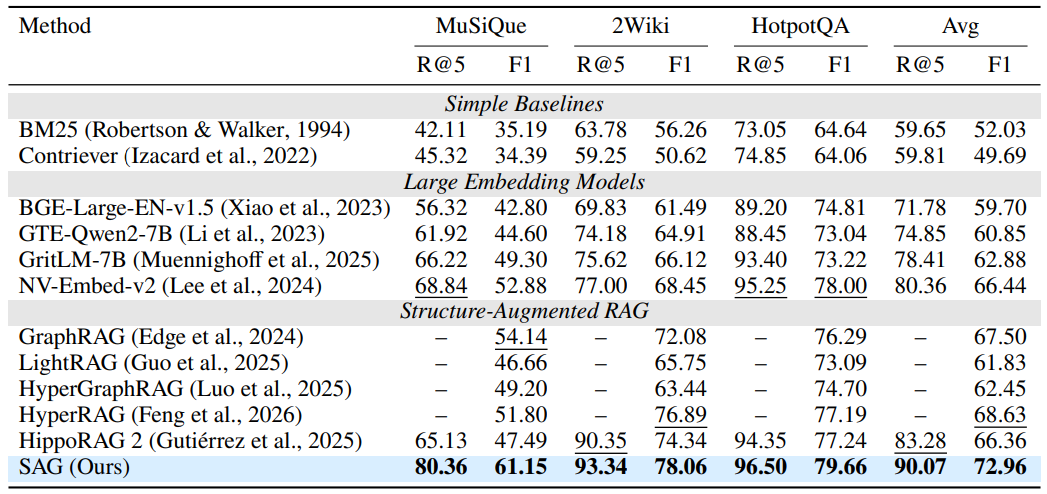 Method MuSiQue 2Wiki HotpotQA Avg
R@5 F1 R@5 F1 R@5 F1 R@5 F1
Simple Baselines
BM25 (Robertson & Walker, 1994) 42.11 35.19 63.78 56.26 73.05 64.64 59.65 52.03
Contriever (Izacard et al., 2022) 45.32 34.39 59.25 50.62 74.85 64.06 59.81 49.69
Large Embedding Models
BGE-Large-EN-v1.5 (Xiao et al., 2023) 56.32 42.80 69.83 61.49 89.20 74.81 71.78 59.70
GTE-Qwen2-7B (Li et al., 2023) 61.92 44.60 74.18 64.91 88.45 73.04 74.85 60.85
GritLM-7B (Muennighoff et al., 2025) 66.22 49.30 75.62 66.12 93.40 73.22 78.41 62.88
NV-Embed-v2 (Lee et al., 2024) 68.84 52.88 77.00 68.45 95.25 78.00 80.36 66.44
Structure-Augmented RAG
GraphRAG (Edge et al., 2024) – 54.14 – 72.08 – 76.29 – 67.50
LightRAG (Guo et al., 2025) – 46.66 – 65.75 – 73.09 – 61.83
HyperGraphRAG (Luo et al., 2025) – 49.20 – 63.44 – 74.70 – 62.45
HyperRAG (Feng et al., 2026) – 51.80 – 76.89 – 77.19 – 68.63
HippoRAG 2 (Gutiérrez et al., 2025) 65.13 47.49 90.35 74.34 94.35 77.24 83.28 66.36
SAG (Ours) 80.36 61.15 93.34 78.06 96.50 79.66 90.07 72.96